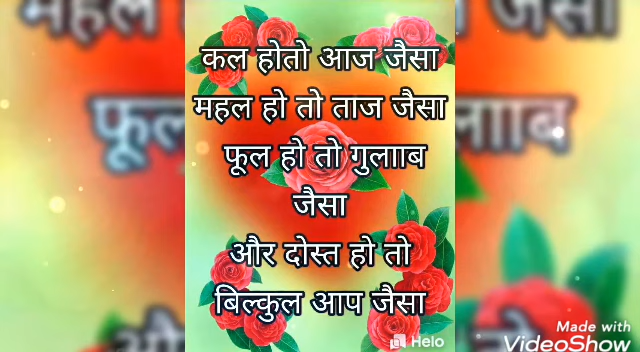 कल होतो आज जैसा
महल हो तो ताज जैसा
फूल हो तो गुलााब
जैसा
और दोस्त हो तो
बिल्कुल आप जैसा
Helo
Made with
VideoShow